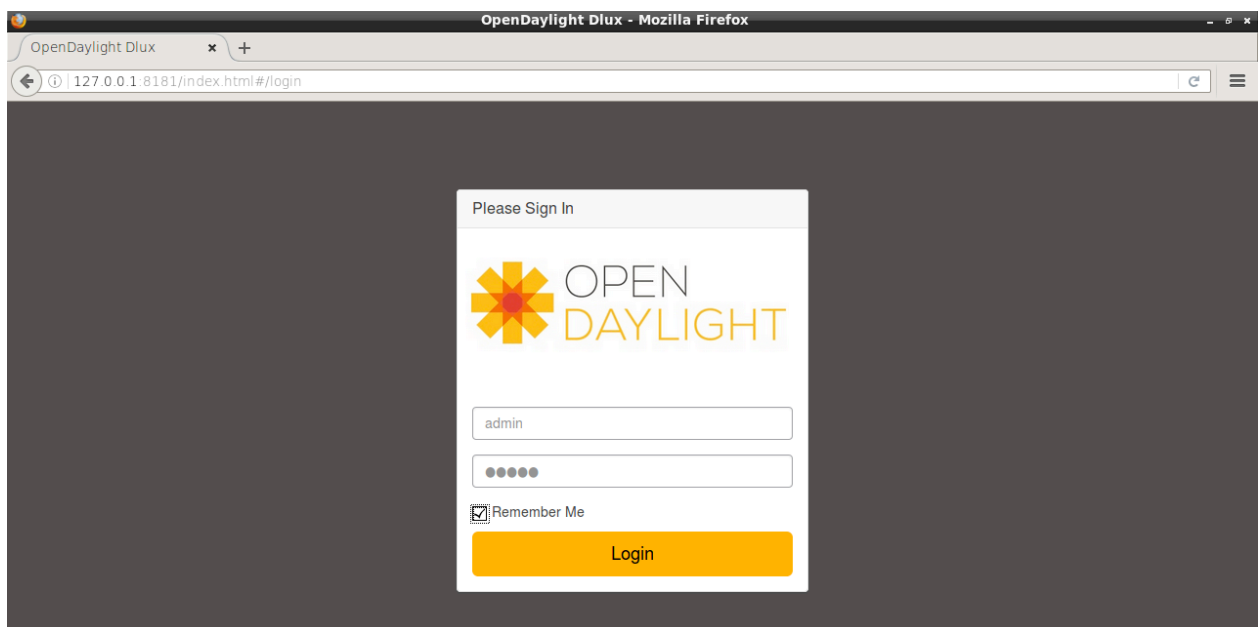 OpenDaylight Dlux - Mozilla Firefox
OpenDaylight Dlux
127.0.0.1:8181/index.html#/login
Please Sign In
OPEN
DAYLIGHT
admin
Remember Me
Login